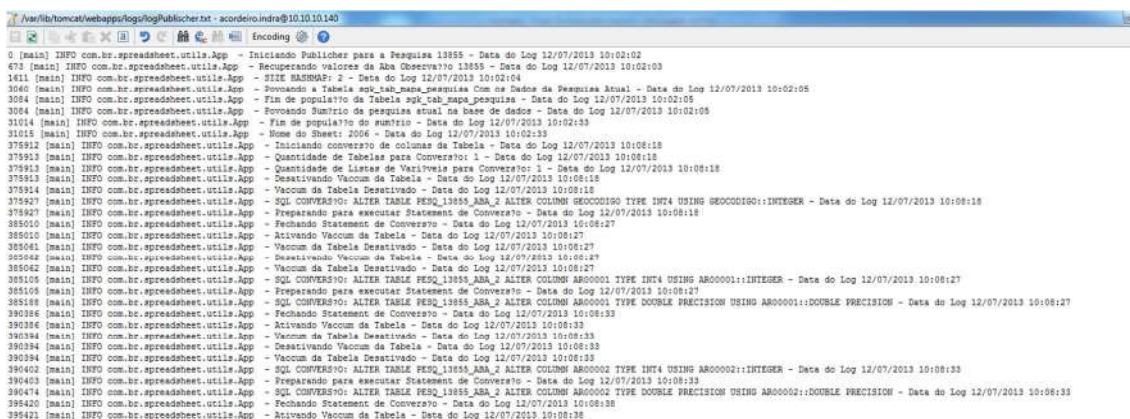 /var/lib/tomcat/webapps/logs/logPublischer.txt - acordeiro.indra@10.10.10.140
Encoding
0 [main] INFO com.br.spreadsheet.utills.App - Iniciando Publisher para a Pesquisa 13855 - Data do Log 12/07/2013 10:02:02
673 [main] INFO com.br.spreadsheet.utills.App - Recuperando valores da Aba Observa??o 13855 - Data do Log 12/07/2013 10:02:03
1611 [main] INFO com.br.spreadsheet.utills.App - SIZE HASHMAP: 2 - Data do Log 12/07/2013 10:02:04
3060 [main] INFO com.br.spreadsheet.utills.App - Povoando a Tabela sgk_tab_mapa_pesquisa Com os Dados da Pesquisa Atual - Data do Log 12/07/2013 10:02:05
3084 [main] INFO com.br.spreadsheet.utills.App - Fim de popula??o da Tabela sgk_tab_mapa_pesquisa - Data do Log 12/07/2013 10:02:05
3084 [main] INFO com.br.spreadsheet.utills.App - Povoando Sum?rio da pesquisa atual na base de dados - Data do Log 12/07/2013 10:02:05
31014 [main] INFO com.br.spreadsheet.utills.App - Fim de popula??o do sum?rio - Data do Log 12/07/2013 10:02:33
31015 [main] INFO com.br.spreadsheet.utills.App - Nome do Sheet: 2006 - Data do Log 12/07/2013 10:02:33
375912 [main] INFO com.br.spreadsheet.utills.App - Iniciando convers?o de colunas da Tabela - Data do Log 12/07/2013 10:08:18
375913 [main] INFO com.br.spreadsheet.utills.App - Quantidade de Tabelas para Convers?o: 1 - Data do Log 12/07/2013 10:08:18
375913 [main] INFO com.br.spreadsheet.utills.App - Quantidade de Listas de Vari?veis para Convers?o: 1 - Data do Log 12/07/2013 10:08:18
375913 [main] INFO com.br.spreadsheet.utills.App - Desativando Vaccum da Tabela - Data do Log 12/07/2013 10:08:18
375914 [main] INFO com.br.spreadsheet.utills.App - Vaccum da Tabela Desativado - Data do Log 12/07/2013 10:08:18
375927 [main] INFO com.br.spreadsheet.utills.App - SQL CONVERS?O: ALTER TABLE PESQ_13855_ABA_2 ALTER COLUMN GEOCODIGO TYPE INT4 USING GEOCODIGO::INTEGER - Data do Log 12/07/2013 10:08:18
375927 [main] INFO com.br.spreadsheet.utills.App - Preparando para executar Statement de Convers?o - Data do Log 12/07/2013 10:08:18
385010 [main] INFO com.br.spreadsheet.utills.App - Fechando Statement de Convers?o - Data do Log 12/07/2013 10:08:27
385010 [main] INFO com.br.spreadsheet.utills.App - Ativando Vaccum da Tabela - Data do Log 12/07/2013 10:08:27
385061 [main] INFO com.br.spreadsheet.utills.App - Vaccum da Tabela Desativado - Data do Log 12/07/2013 10:08:27
385062 [main] INFO com.br.spreadsheet.utills.App - Desativando Vaccum da Tabela - Data do Log 12/07/2013 10:08:27
385062 [main] INFO com.br.spreadsheet.utills.App - Vaccum da Tabela Desativado - Data do Log 12/07/2013 10:08:27
385105 [main] INFO com.br.spreadsheet.utills.App - SQL CONVERS?O: ALTER TABLE PESQ_13855_ABA_2 ALTER COLUMN AR00001 TYPE INT4 USING AR00001::INTEGER - Data do Log 12/07/2013 10:08:27
385105 [main] INFO com.br.spreadsheet.utills.App - Preparando para executar Statement de Convers?o - Data do Log 12/07/2013 10:08:27
385188 [main] INFO com.br.spreadsheet.utills.App - SQL CONVERS?O: ALTER TABLE PESQ_13855_ABA_2 ALTER COLUMN AR00001 TYPE DOUBLE PRECISION USING AR00001::DOUBLE PRECISION - Data do Log 12/07/2013 10:08:27
390386 [main] INFO com.br.spreadsheet.utills.App - Fechando Statement de Convers?o - Data do Log 12/07/2013 10:08:33
390386 [main] INFO com.br.spreadsheet.utills.App - Ativando Vaccum da Tabela - Data do Log 12/07/2013 10:08:33
390394 [main] INFO com.br.spreadsheet.utills.App - Vaccum da Tabela Desativado - Data do Log 12/07/2013 10:08:33
390394 [main] INFO com.br.spreadsheet.utills.App - Desativando Vaccum da Tabela - Data do Log 12/07/2013 10:08:33
390394 [main] INFO com.br.spreadsheet.utills.App - Vaccum da Tabela Desativado - Data do Log 12/07/2013 10:08:33
390402 [main] INFO com.br.spreadsheet.utills.App - SQL CONVERS?O: ALTER TABLE PESQ_13855_ABA_2 ALTER COLUMN AR00002 TYPE INT4 USING AR00002::INTEGER - Data do Log 12/07/2013 10:08:33
390403 [main] INFO com.br.spreadsheet.utills.App - Preparando para executar Statement de Convers?o - Data do Log 12/07/2013 10:08:33
390474 [main] INFO com.br.spreadsheet.utills.App - SQL CONVERS?O: ALTER TABLE PESQ_13855_ABA_2 ALTER COLUMN AR00002 TYPE DOUBLE PRECISION USING AR00002::DOUBLE PRECISION - Data do Log 12/07/2013 10:08:33
395420 [main] INFO com.br.spreadsheet.utills.App - Fechando Statement de Convers?o - Data do Log 12/07/2013 10:08:38
395421 [main] INFO com.br.spreadsheet.utills.App - Ativando Vaccum da Tabela - Data do Log 12/07/2013 10:08:38